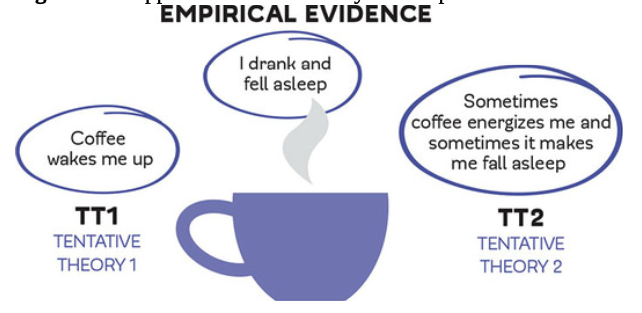 EMPIRICAL EVIDENCE
I drank and
fell asleep
Coffee
wakes me up
TT1
TENTATIVE
THEORY 1
Sometimes
coffee energizes me and
sometimes it makes
me fall asleep
TT2
TENTATIVE
THEORY 2